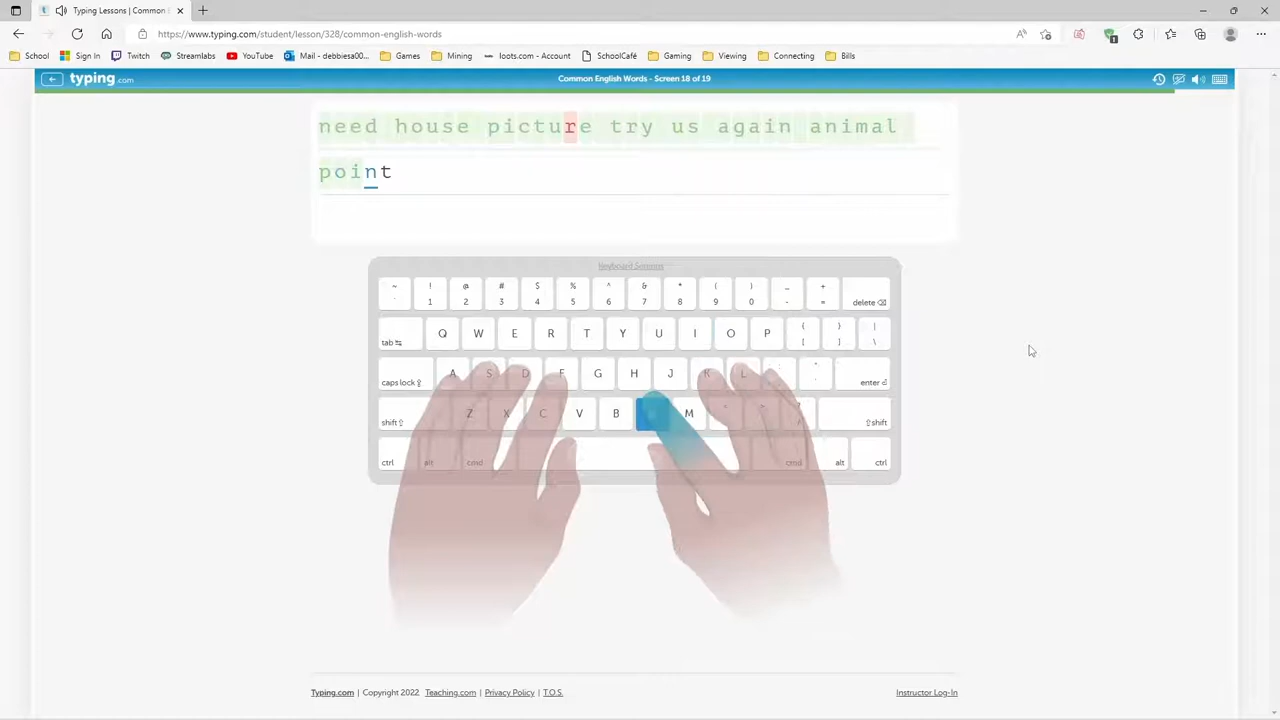 Typing Lessons | Common E
https://www.typing.com/student/lesson/328/common-english-words
School Sign In Twitch Streamlabs YouTube Mail - debbiesa00... Games Mining loots.com - Account SchoolCafé Gaming Viewing Connecting Bills
typing.com Common English Words - Screen 18 of 19
need house picture try us again animal
point
Keyboard Sermons
~ ! @ # $ % ^ & * ( ) _ +
` 1 2 3 4 5 6 7 8 9 0 - = delete
tab Q W E R T Y U I O P { [ } ] | \
caps lock A S D F G H J K L : ; " ' enter
shift Z X C V B M < > / shift
ctrl alt cmd cmd alt ctrl
Typing.com | Copyright 2022 Teaching.com | Privacy Policy | T.O.S. Instructor Log-In